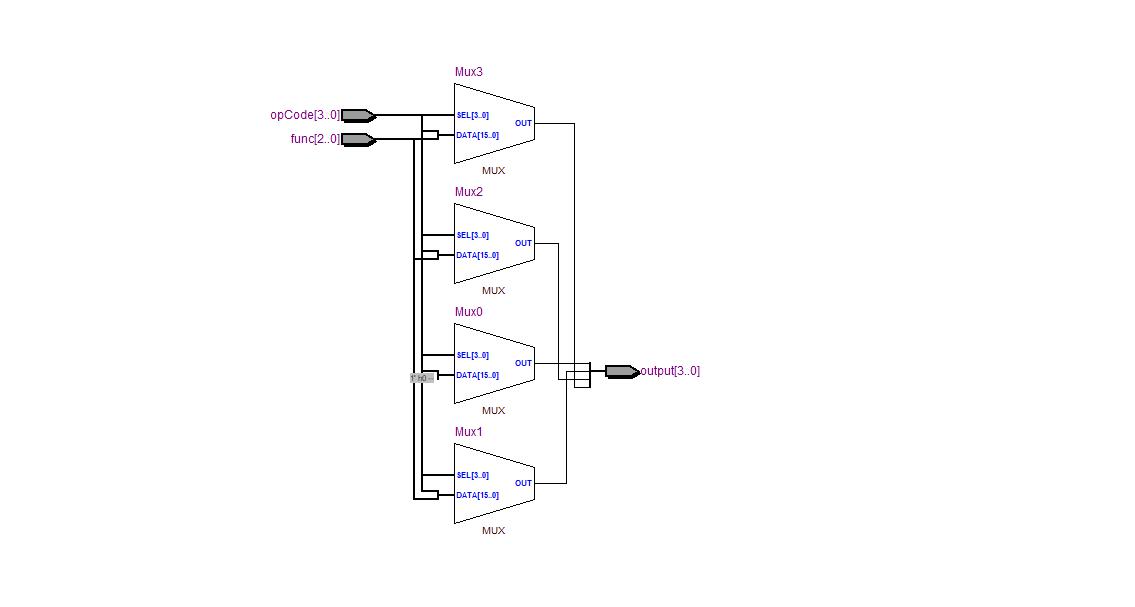 Mux3
opCode[3..0]
SEL[3..0]
OUT
func[2..0]
DATA[15..0]
MUX
Mux2
SEL[3..0]
OUT
DATA[15..0]
MUX
Mux0
SEL[3..0]
OUT
DATA[15..0]
output[3..0]
MUX
Mux1
SEL[3..0]
OUT
DATA[15..0]
MUX